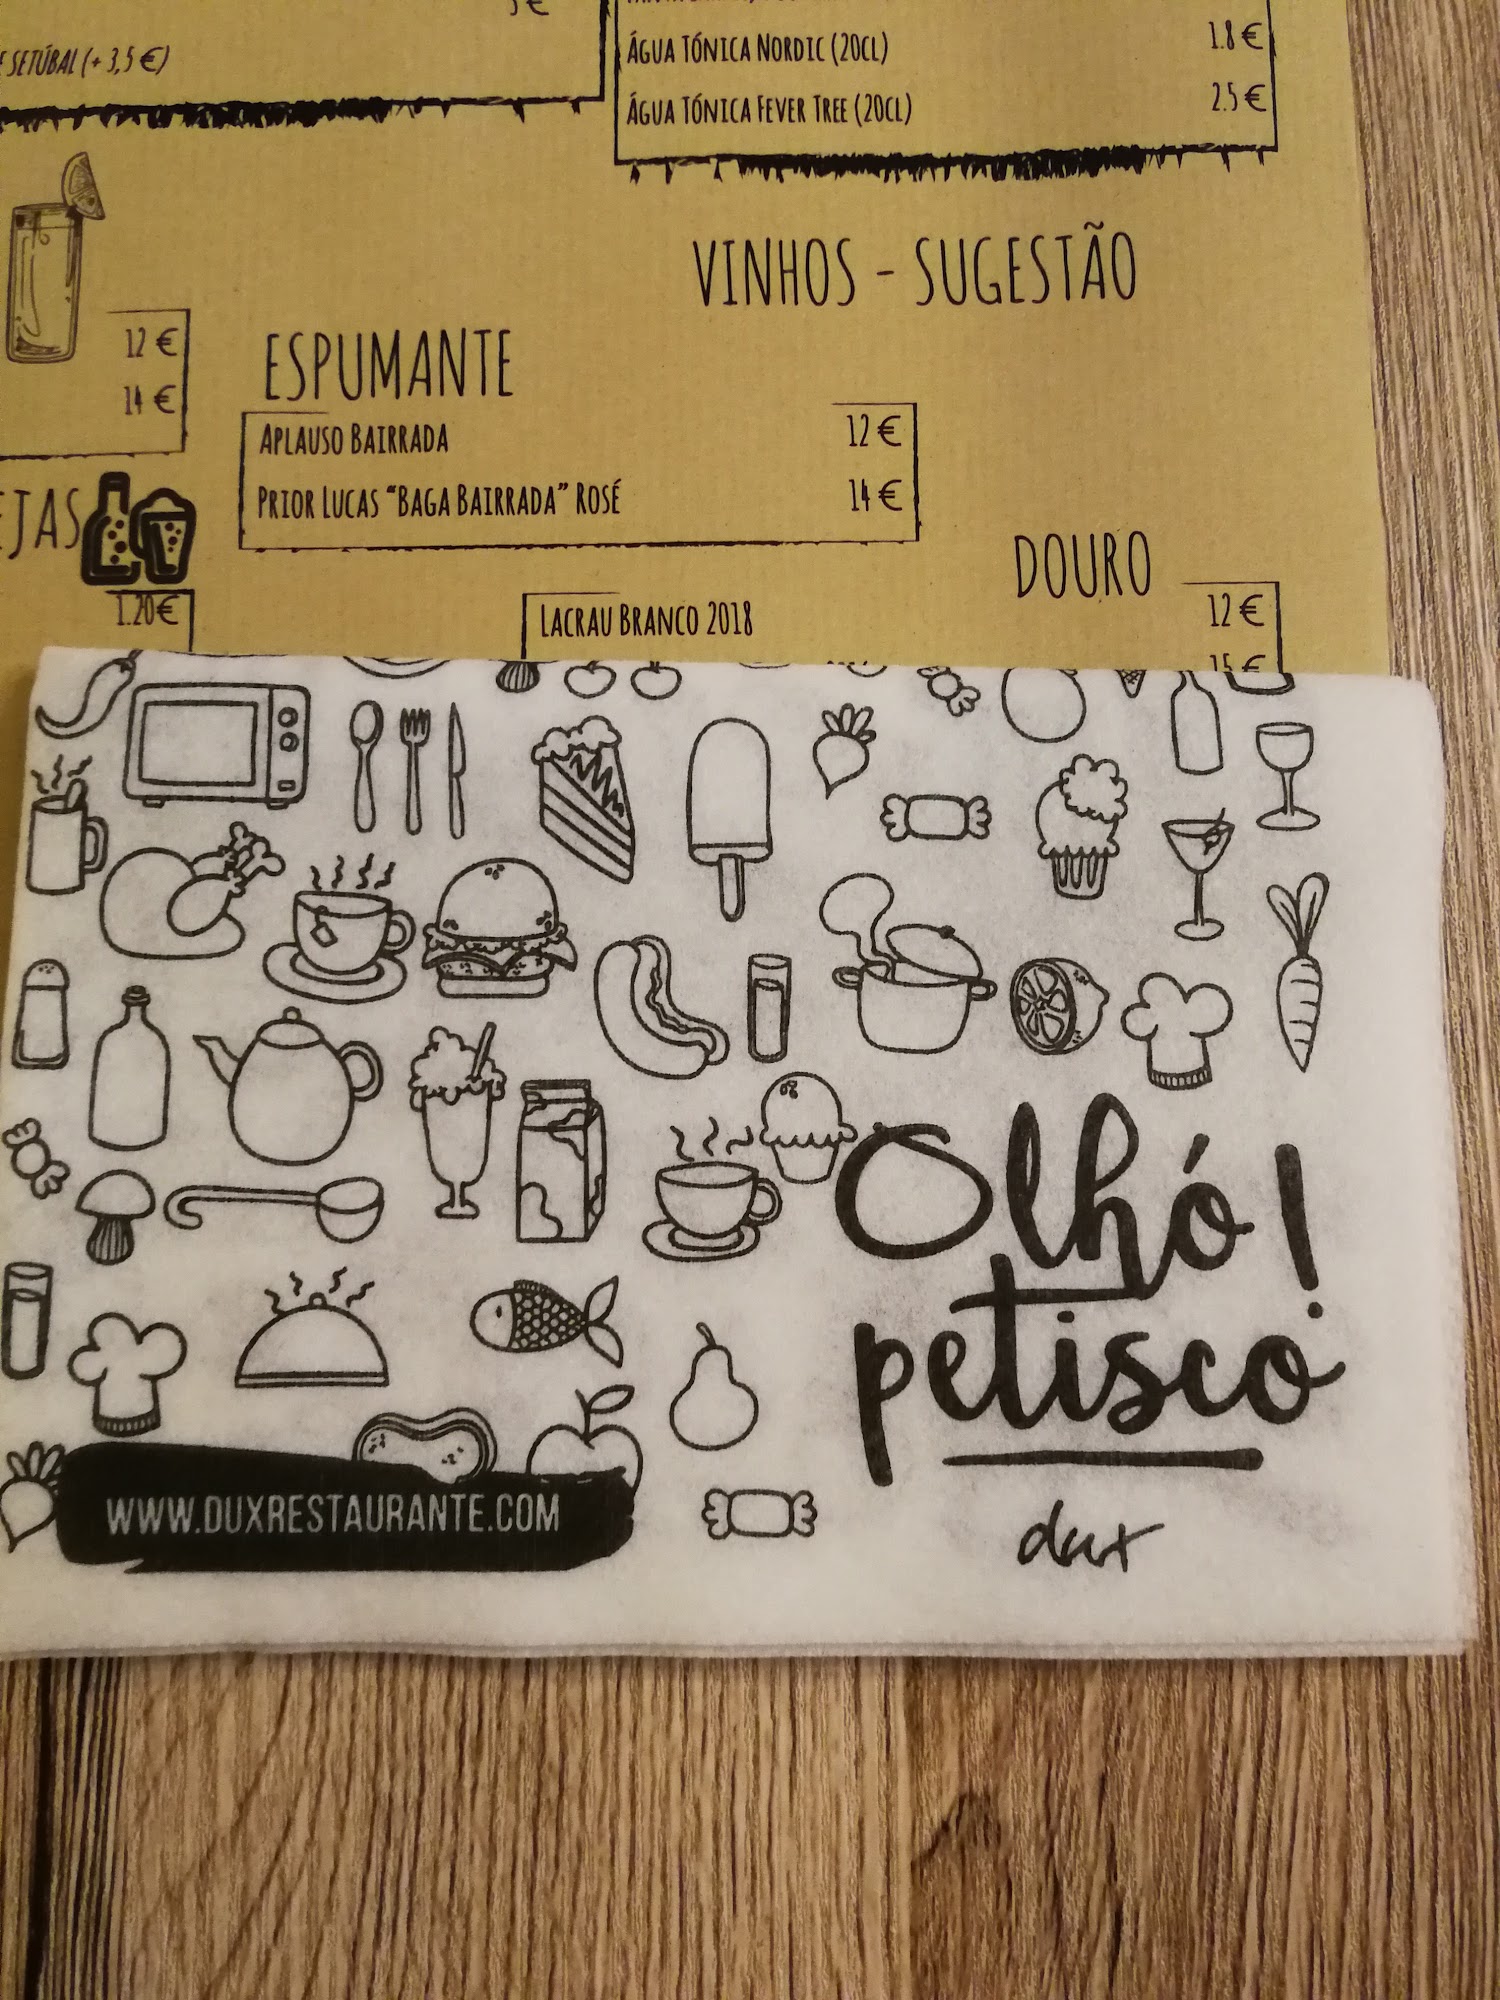 SETÚBAL (+ 3,5 €)
ÁGUA TÓNICA NORDIC (20CL) 1.8 €
ÁGUA TÓNICA FEVER TREE (20CL) 2.5 €
VINHOS - SUGESTÃO
12 €
14 €
ESPUMANTE
APLAUSO BAIRRADA 12 €
PRIOR LUCAS “BAGA BAIRRADA” ROSÉ 14 €
1.20€
DOURO
LACRAU BRANCO 2018 12 €
15 €
Olhó!
petisco
dux
WWW.DUXRESTAURANTE.COM